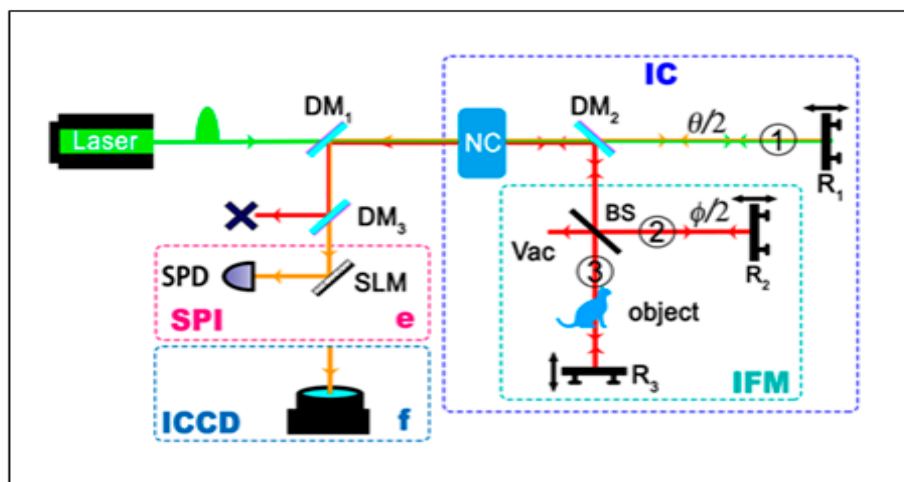 IC
DM₁
DM₂
Laser
NC
θ/2
1
R₁
DM₃
BS
2
ϕ/2
Vac
R₂
3
SPD
SLM
object
SPI
e
R₃
IFM
ICCD
f